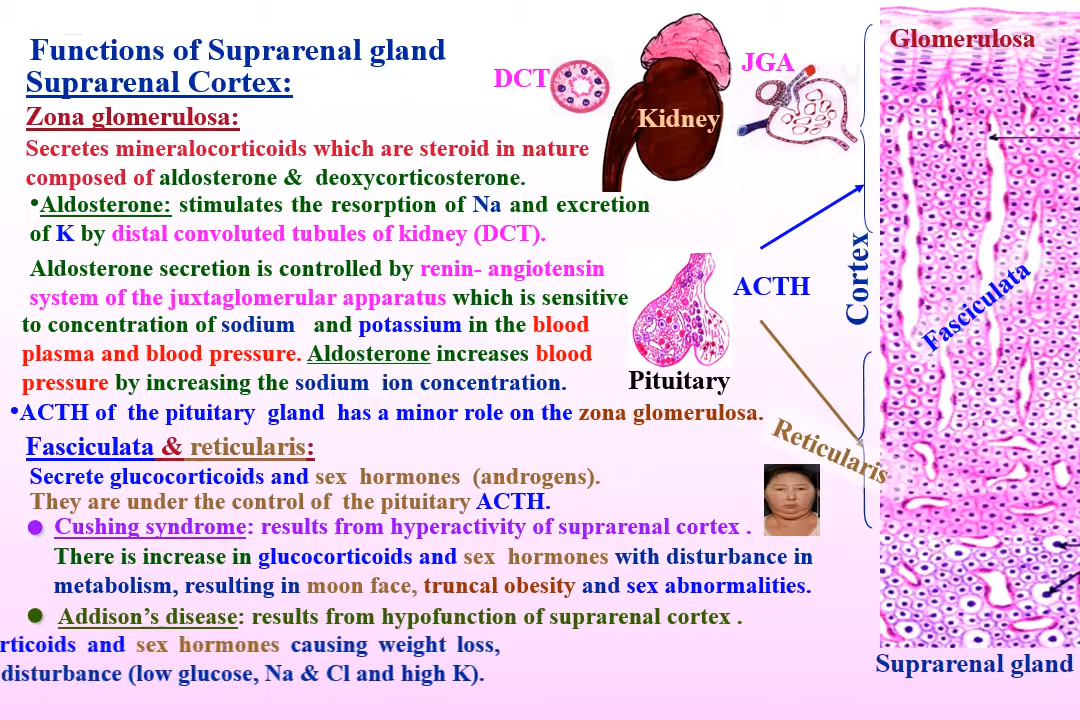 Functions of Suprarenal gland
Suprarenal Cortex:
Zona glomerulosa:
Secretes mineralocorticoids which are steroid in nature
composed of aldosterone & deoxycorticosterone.
•Aldosterone: stimulates the resorption of Na and excretion
of K by distal convoluted tubules of kidney (DCT).
Aldosterone secretion is controlled by renin- angiotensin
system of the juxtaglomerular apparatus which is sensitive
to concentration of sodium and potassium in the blood
plasma and blood pressure. Aldosterone increases blood
pressure by increasing the sodium ion concentration.
•ACTH of the pituitary gland has a minor role on the zona glomerulosa.
Fasciculata & reticularis:
Secrete glucocorticoids and sex hormones (androgens).
They are under the control of the pituitary ACTH.
● Cushing syndrome: results from hyperactivity of suprarenal cortex .
There is increase in glucocorticoids and sex hormones with disturbance in
metabolism, resulting in moon face, truncal obesity and sex abnormalities.
● Addison's disease: results from hypofunction of suprarenal cortex .
rticoids and sex hormones causing weight loss,
disturbance (low glucose, Na & Cl and high K).
DCT
Kidney
JGA
ACTH
Pituitary
Cortex
Glomerulosa
Fasciculata
Reticularis
Suprarenal gland